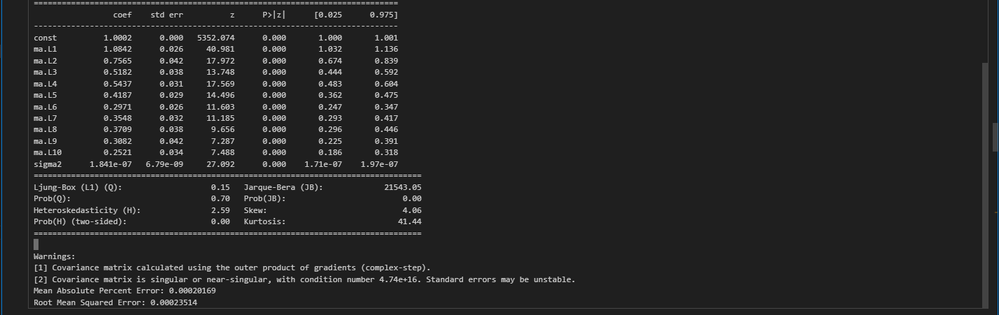 ==============================================================================
                 coef    std err          z      P>|z|      [0.025      0.975]
------------------------------------------------------------------------------
const          1.0002      0.000   5352.074      0.000       1.000       1.001
ma.L1          1.0842      0.026     40.981      0.000       1.032       1.136
ma.L2          0.7565      0.042     17.972      0.000       0.674       0.839
ma.L3          0.5182      0.038     13.748      0.000       0.444       0.592
ma.L4          0.5437      0.031     17.569      0.000       0.483       0.604
ma.L5          0.4187      0.029     14.496      0.000       0.362       0.475
ma.L6          0.2971      0.026     11.603      0.000       0.247       0.347
ma.L7          0.3548      0.032     11.185      0.000       0.293       0.417
ma.L8          0.3709      0.038      9.656      0.000       0.296       0.446
ma.L9          0.3082      0.042      7.287      0.000       0.225       0.391
ma.L10         0.2521      0.034      7.488      0.000       0.186       0.318
sigma2      1.841e-07   6.79e-09     27.092      0.000    1.71e-07    1.97e-07
===================================================================================
Ljung-Box (L1) (Q):                   0.15   Jarque-Bera (JB):             21543.05
Prob(Q):                              0.70   Prob(JB):                         0.00
Heteroskedasticity (H):               2.59   Skew:                             4.06
Prob(H) (two-sided):                  0.00   Kurtosis:                        41.44
===================================================================================
Warnings:
[1] Covariance matrix calculated using the outer product of gradients (complex-step).
[2] Covariance matrix is singular or near-singular, with condition number 4.74e+16. Standard errors may be unstable.
Mean Absolute Percent Error: 0.00020169
Root Mean Squared Error: 0.00023514